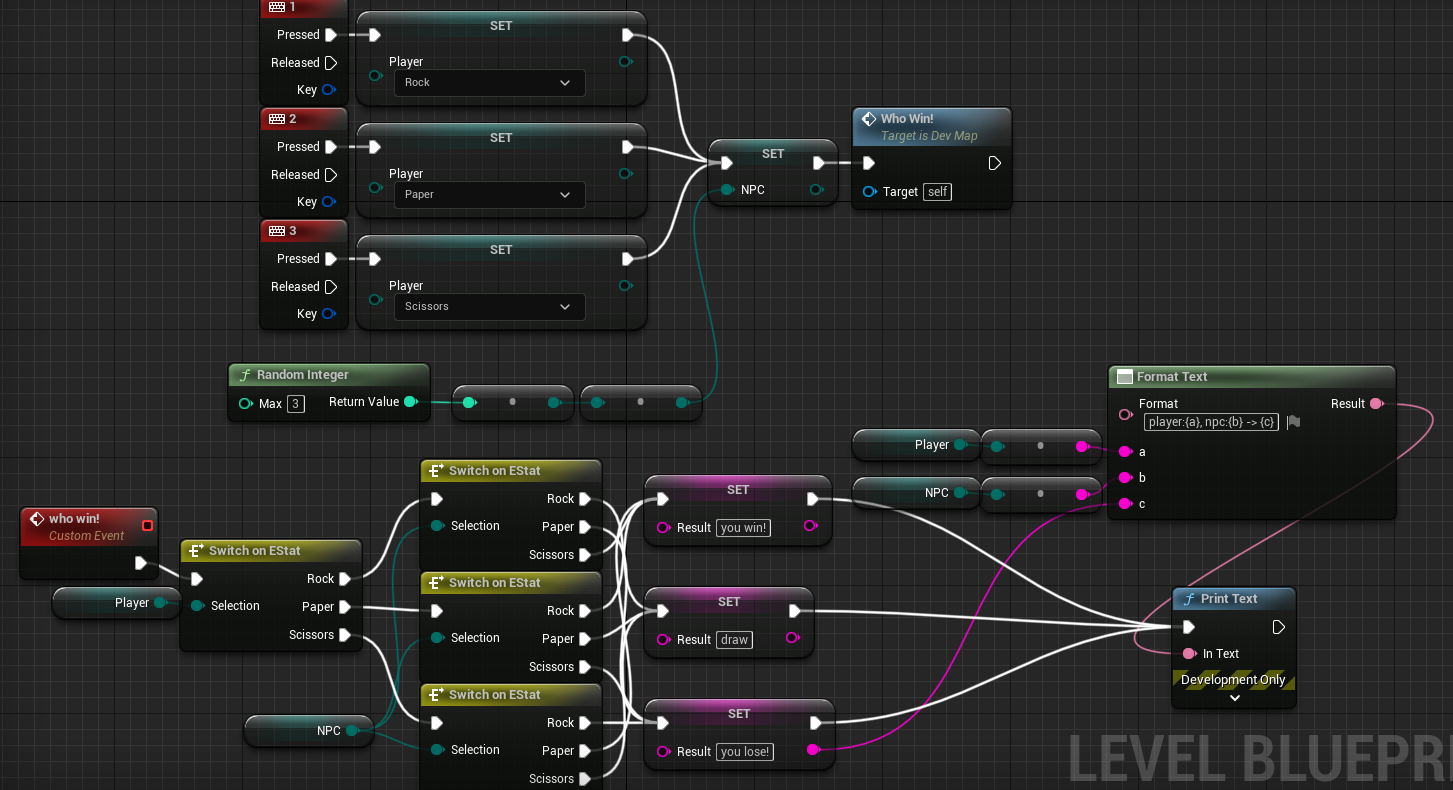 1
Pressed
Released
Key
SET
Player
Rock
2
Pressed
Released
Key
SET
Player
Paper
3
Pressed
Released
Key
SET
Player
Scissors
SET
NPC
Who Win!
Target is Dev Map
Target self
Random Integer
Max 3 Return Value
Format Text
Format Result
player:{a}, npc:{b} -> {c}
a
b
c
Player
NPC
who win!
Custom Event
Player
Switch on EStat
Rock
Selection Paper
Scissors
NPC
Switch on EStat
Rock
Selection Paper
Scissors
Switch on EStat
Rock
Selection Paper
Scissors
Switch on EStat
Rock
Selection Paper
Scissors
SET
Result you win!
SET
Result draw
SET
Result you lose!
Print Text
In Text
Development Only
LEVEL BLUEPRI